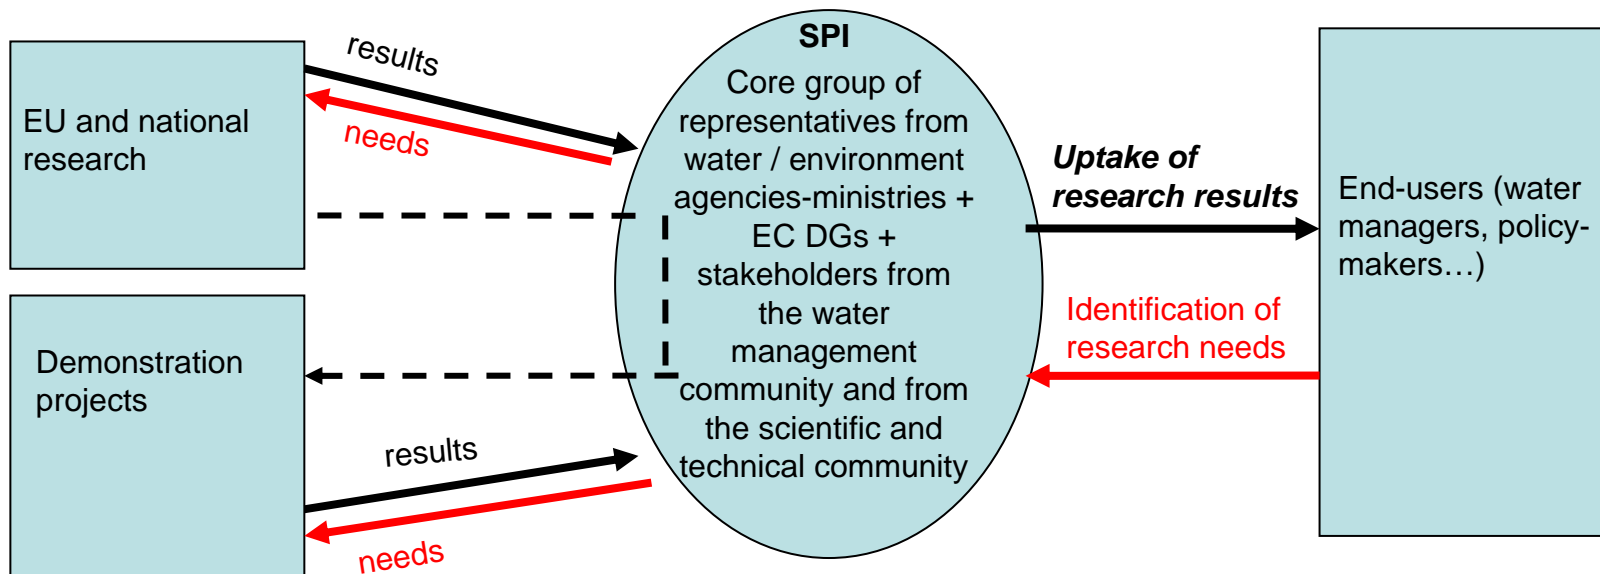 EU and national
research
results
needs
Demonstration
projects
results
needs
SPI
Core group of
representatives from
water / environment
agencies-ministries +
EC DGs +
stakeholders from
the water
management
community and from
the scientific and
technical community
Uptake of
research results
Identification of
research needs
End-users (water
managers, policy-
makers…)